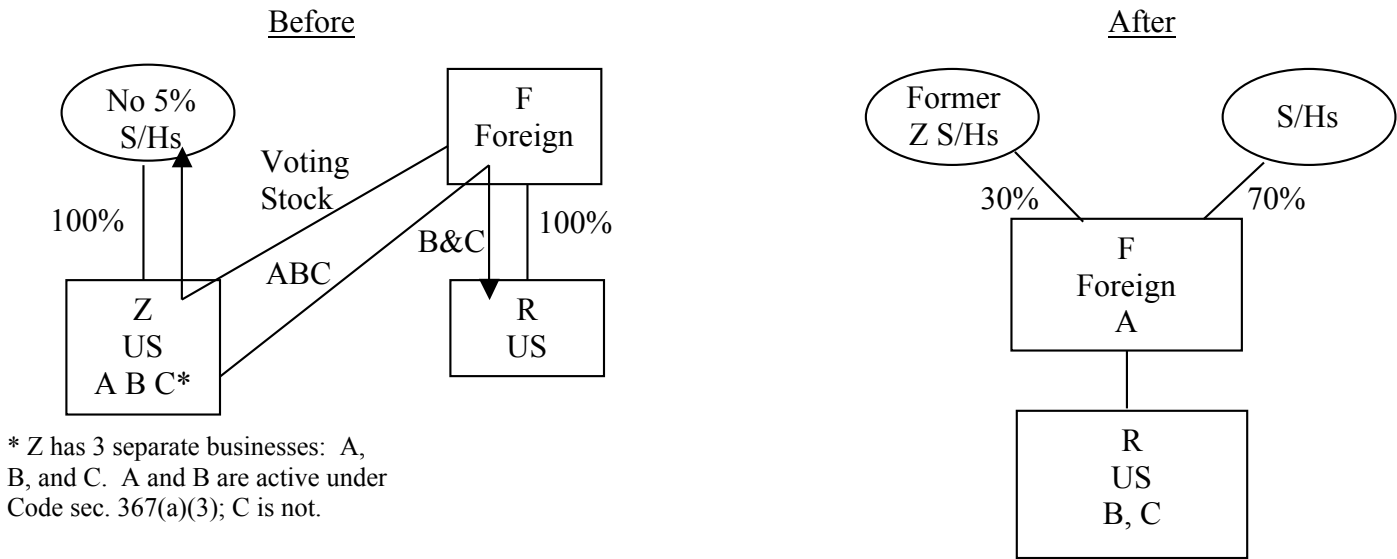 Before
No 5%
S/Hs
100%
Z
US
A B C*
Voting
Stock
ABC
F
Foreign
B&C
100%
R
US
* Z has 3 separate businesses: A,
B, and C. A and B are active under
Code sec. 367(a)(3); C is not.
After
Former
Z S/Hs
S/Hs
30%
70%
F
Foreign
A
R
US
B, C